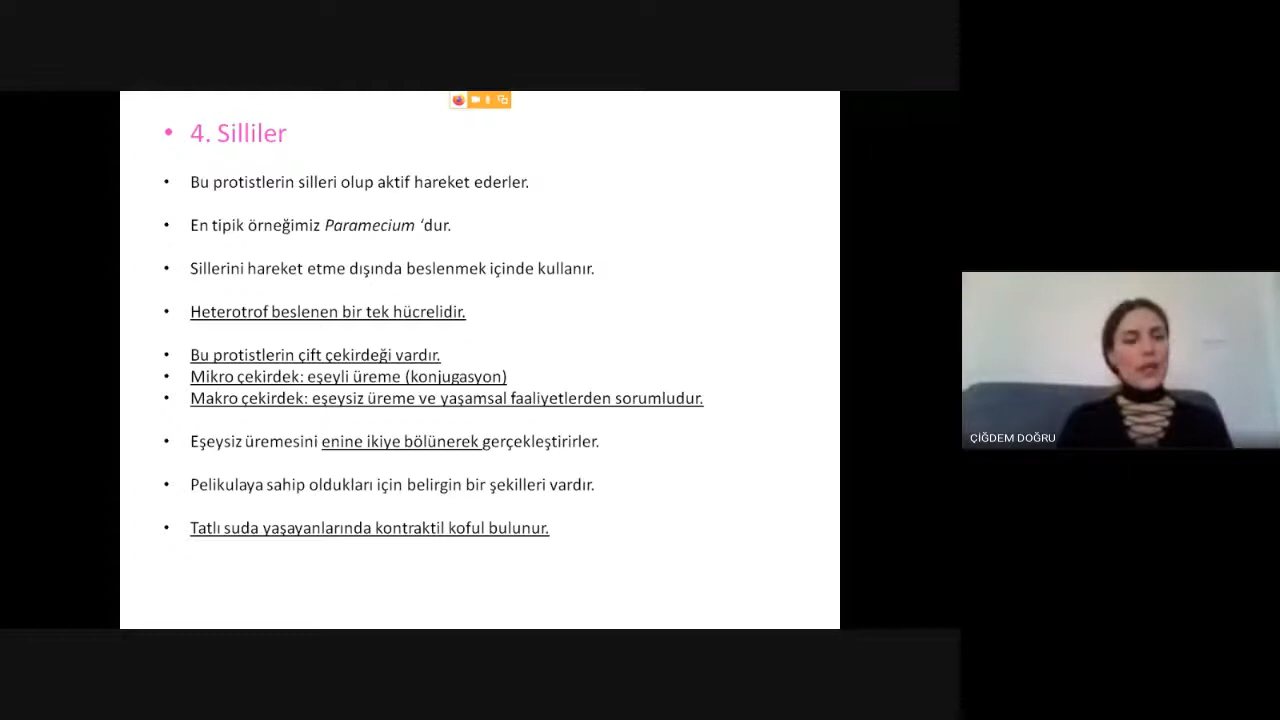 4. Silliler
Bu protistlerin silleri olup aktif hareket ederler.
En tipik örneğimiz Paramecium ‘dur.
Sillerini hareket etme dışında beslenmek içinde kullanır.
Heterotrof beslenen bir tek hücrelidir.
Bu protistlerin çift çekirdeği vardır.
Mikro çekirdek: eşeyli üreme (konjugasyon)
Makro çekirdek: eşeysiz üreme ve yaşamsal faaliyetlerden sorumludur.
Eşeysiz üremesini enine ikiye bölünerek gerçekleştirirler.
Pelikulaya sahip oldukları için belirgin bir şekilleri vardır.
Tatlı suda yaşayanlarında kontraktil koful bulunur.
ÇİĞDEM DOĞRU